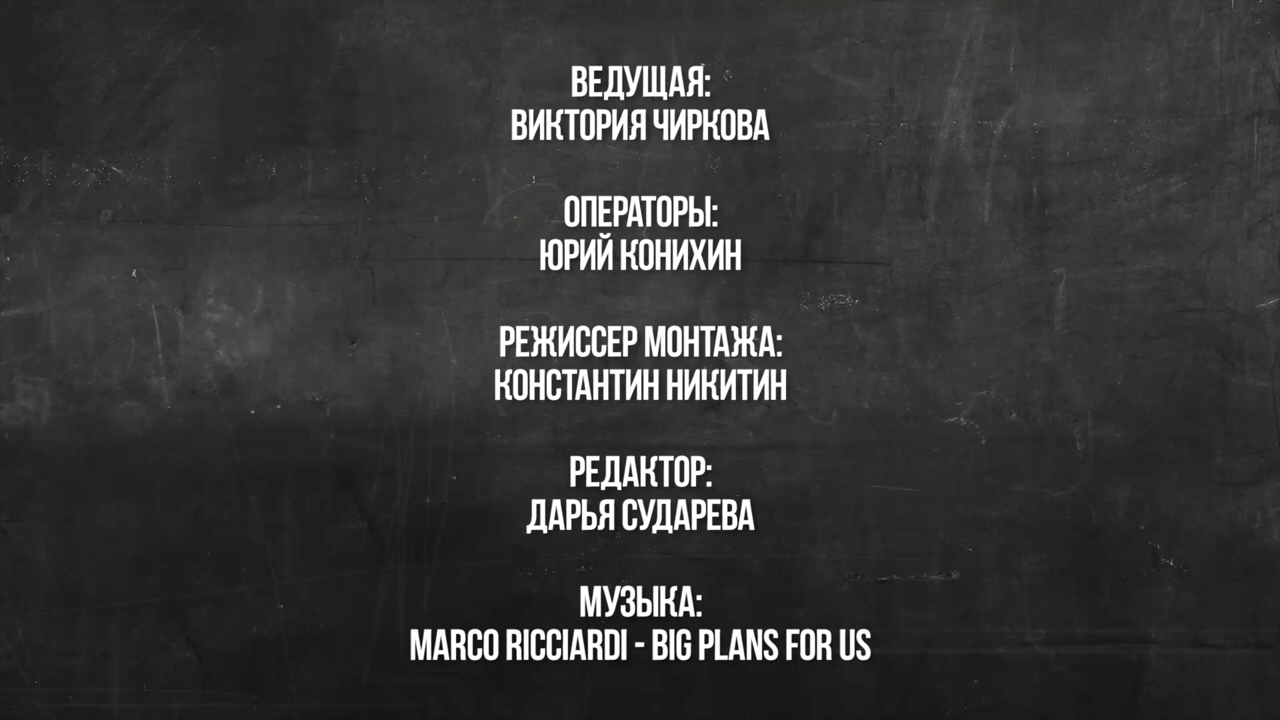 ВЕДУЩАЯ:
ВИКТОРИЯ ЧИРКОВА
ОПЕРАТОРЫ:
ЮРИЙ КОНИХИН
РЕЖИССЕР МОНТАЖА:
КОНСТАНТИН НИКИТИН
РЕДАКТОР:
ДАРЬЯ СУДАРЕВА
МУЗЫКА:
MARCO RICCIARDI - BIG PLANS FOR US